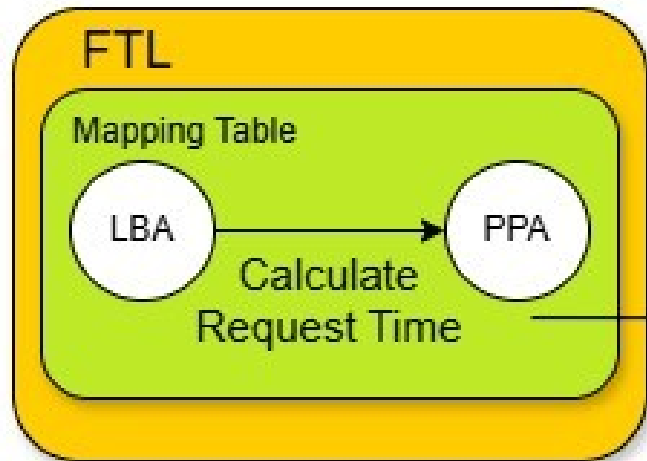 FTL
Mapping Table
LBA
PPA
Calculate
Request Time